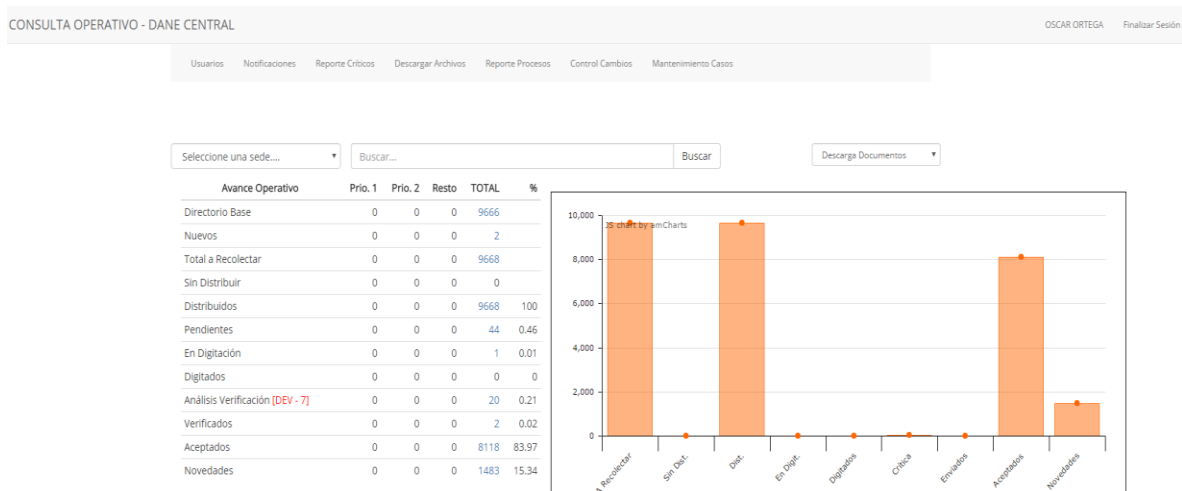 CONSULTA OPERATIVO - DANE CENTRAL OSCAR ORTEGA Finalizar Sesión
Usuarios Notificaciones Reporte Críticos Descargar Archivos Reporte Procesos Control Cambios Mantenimiento Casos
Seleccione una sede.... Buscar... Buscar Descarga Documentos
Avance Operativo Prio. 1 Prio. 2 Resto TOTAL %
Directorio Base 0 0 0 9666
Nuevos 0 0 0 2
Total a Recolectar 0 0 0 9668
Sin Distribuir 0 0 0 0
Distribuidos 0 0 0 9668 100
Pendientes 0 0 0 44 0.46
En Digitación 0 0 0 1 0.01
Digitados 0 0 0 0 0
Análisis Verificación [DEV - 7] 0 0 0 20 0.21
Verificados 0 0 0 2 0.02
Aceptados 0 0 0 8118 83.97
Novedades 0 0 0 1483 15.34
JS chart by amCharts
10,000
8,000
6,000
4,000
2,000
0
A Recolectar Sin Dist. Dist. En Digit. Digitados Crítica Enviados Aceptados Novedades